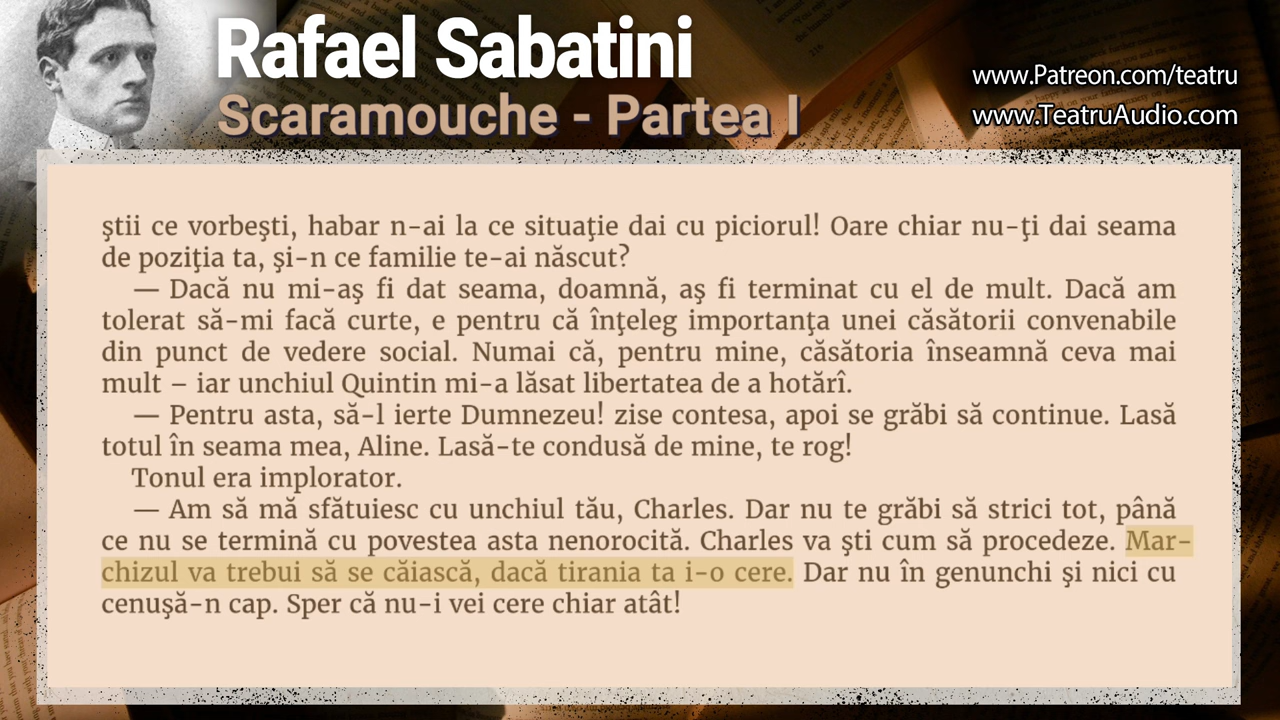 Rafael Sabatini
Scaramouche - Partea I
www.Patreon.com/teatru
www.TeatruAudio.com
ştii ce vorbeşti, habar n-ai la ce situaţie dai cu piciorul! Oare chiar nu-ţi dai seama
de poziţia ta, şi-n ce familie te-ai născut?
— Dacă nu mi-aş fi dat seama, doamnă, aş fi terminat cu el de mult. Dacă am
tolerat să-mi facă curte, e pentru că înţeleg importanţa unei căsătorii convenabile
din punct de vedere social. Numai că, pentru mine, căsătoria înseamnă ceva mai
mult – iar unchiul Quintin mi-a lăsat libertatea de a hotărî.
— Pentru asta, să-l ierte Dumnezeu! zise contesa, apoi se grăbi să continue. Lasă
totul în seama mea, Aline. Lasă-te condusă de mine, te rog!
Tonul era implorator.
— Am să mă sfătuiesc cu unchiul tău, Charles. Dar nu te grăbi să strici tot, până
ce nu se termină cu povestea asta nenorocită. Charles va şti cum să procedeze. Mar-
chizul va trebui să se căiască, dacă tirania ta i-o cere. Dar nu în genunchi şi nici cu
cenuşă-n cap. Sper că nu-i vei cere chiar atât!